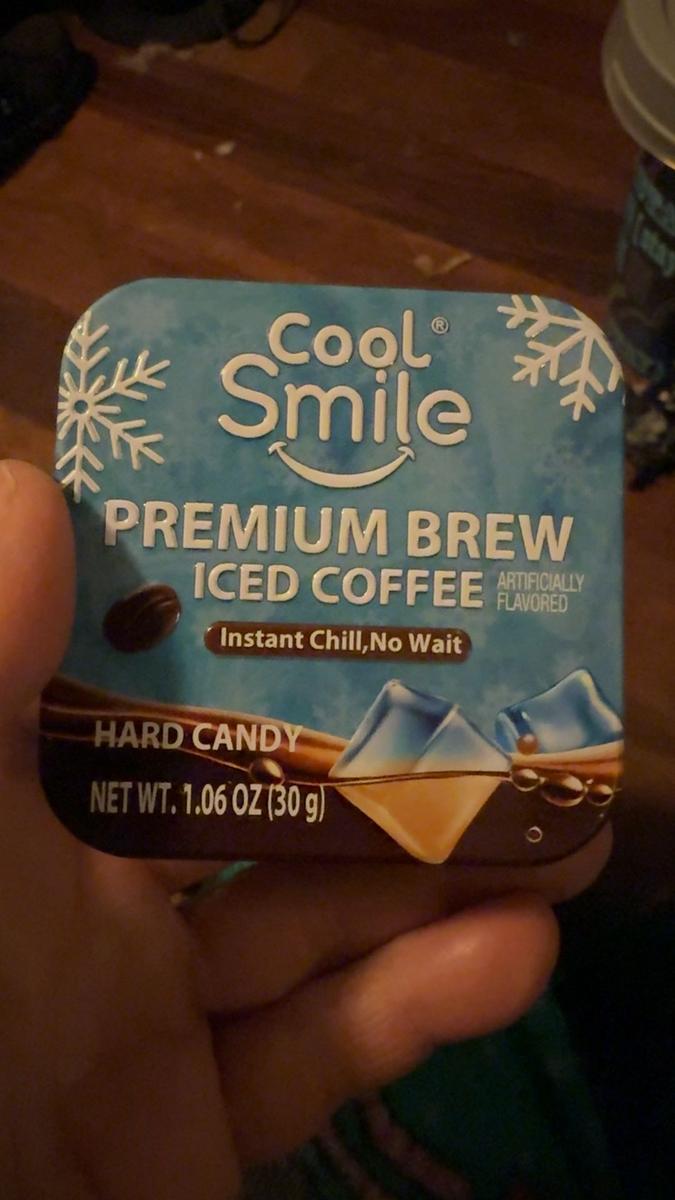 Cool®
Smile
PREMIUM BREW
ICED COFFEE
ARTIFICIALLY
FLAVORED
Instant Chill,No Wait
HARD CANDY
NET WT. 1.06 OZ (30 g)